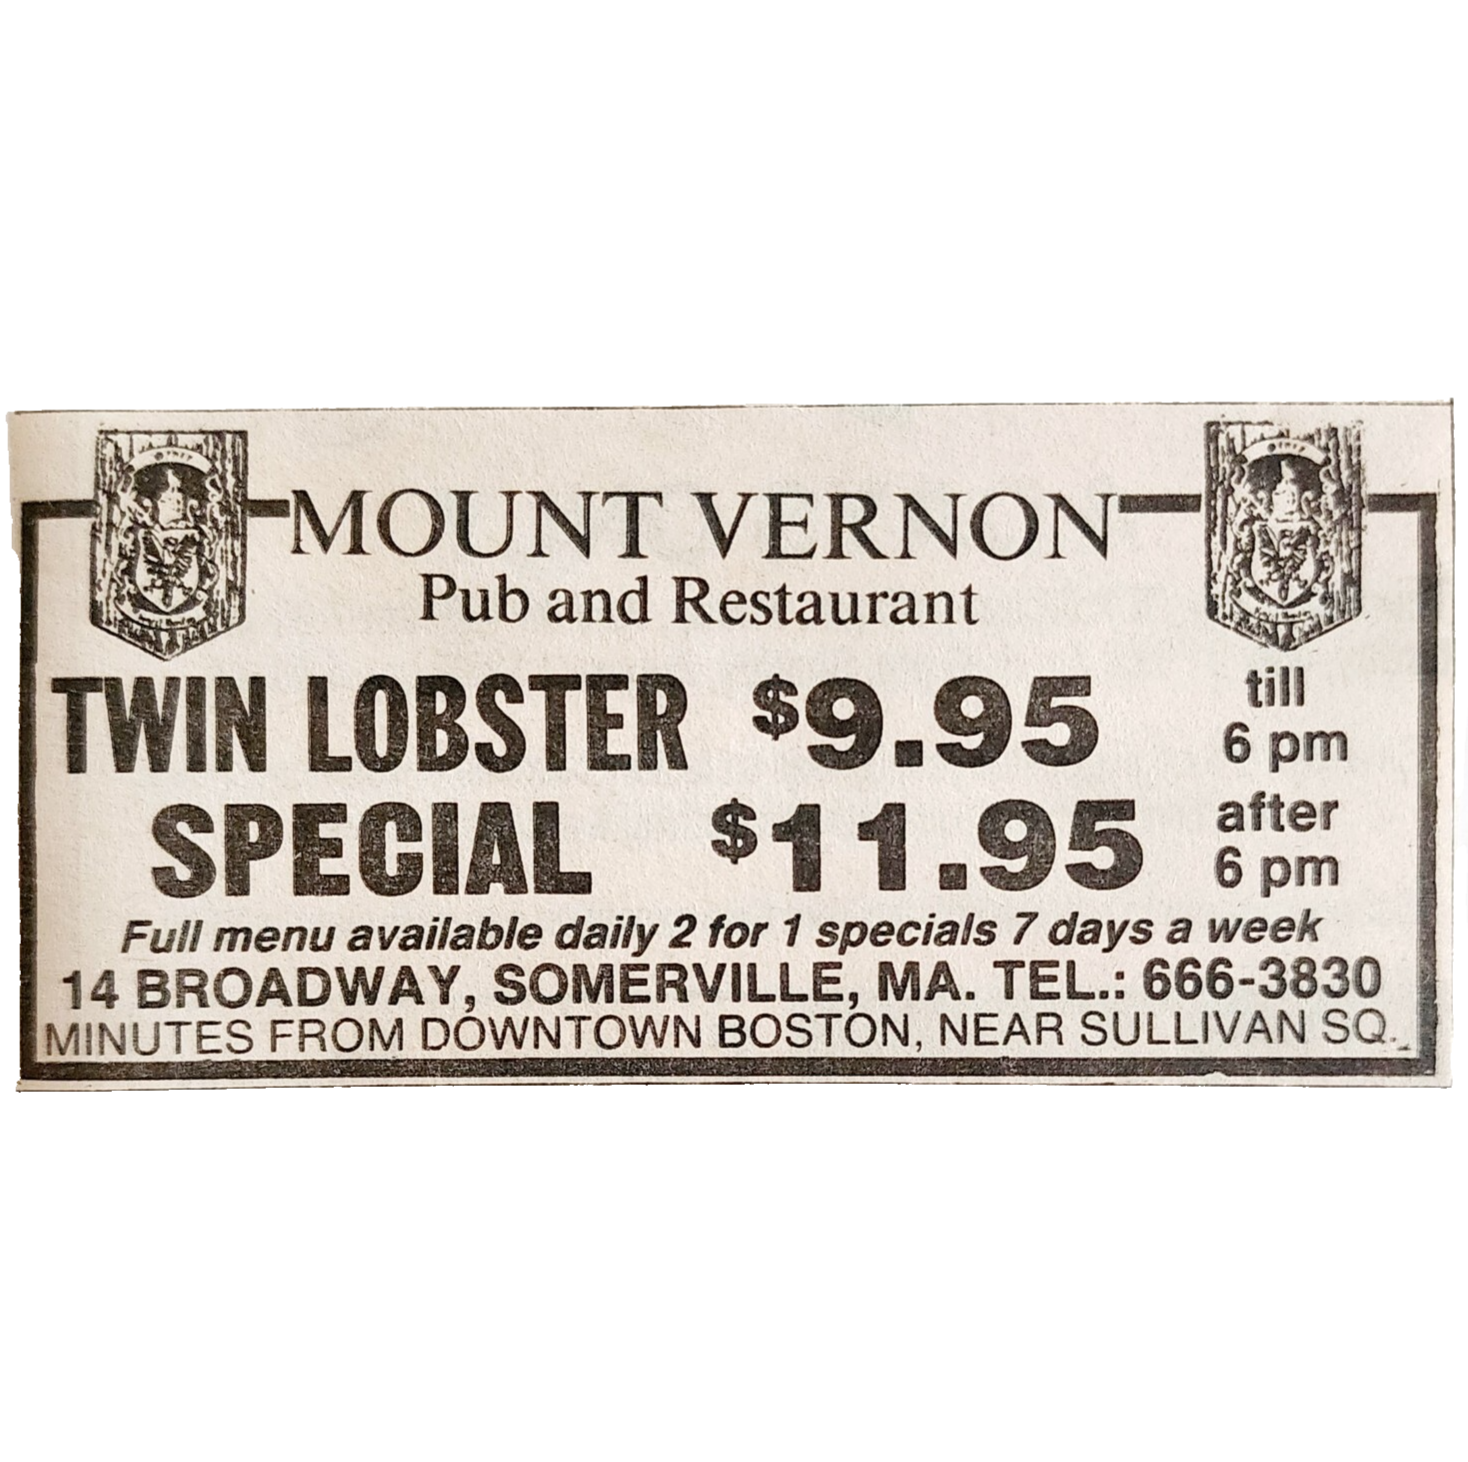 MOUNT VERNON
Pub and Restaurant
TWIN LOBSTER $9.95 till 6 pm
SPECIAL $11.95 after 6 pm
Full menu available daily 2 for 1 specials 7 days a week
14 BROADWAY, SOMERVILLE, MA. TEL.: 666-3830
MINUTES FROM DOWNTOWN BOSTON, NEAR SULLIVAN SQ.